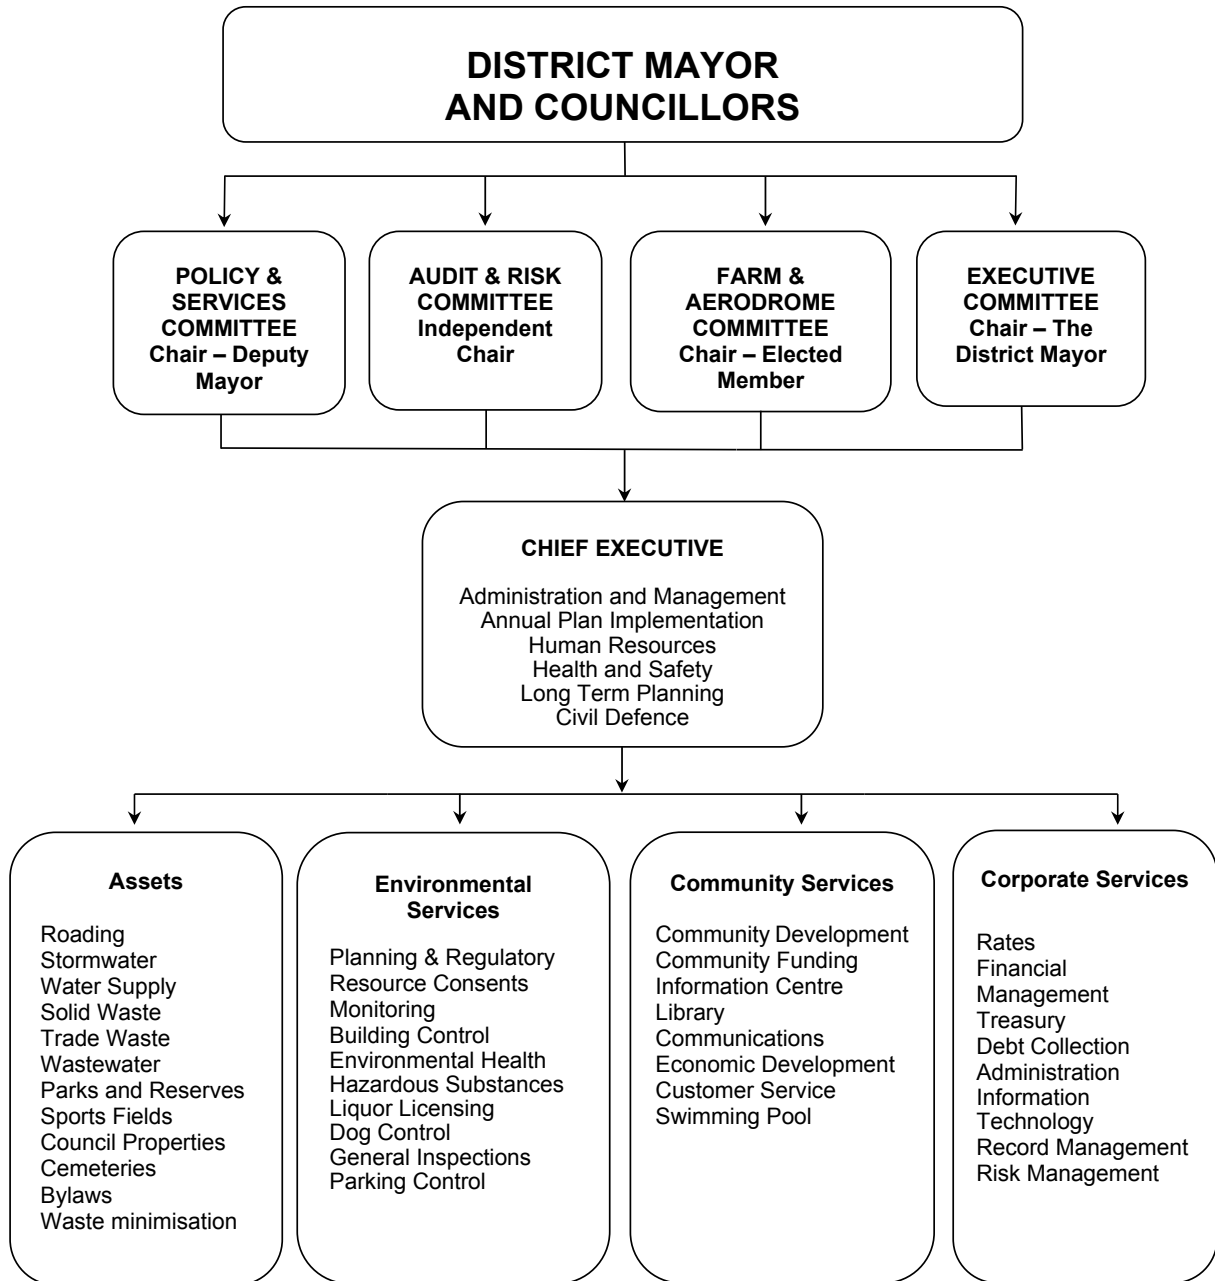 DISTRICT MAYOR
AND COUNCILLORS
POLICY &
SERVICES
COMMITTEE
Chair – Deputy
Mayor
AUDIT & RISK
COMMITTEE
Independent
Chair
FARM &
AERODROME
COMMITTEE
Chair – Elected
Member
EXECUTIVE
COMMITTEE
Chair – The
District Mayor
CHIEF EXECUTIVE
Administration and Management
Annual Plan Implementation
Human Resources
Health and Safety
Long Term Planning
Civil Defence
Assets
Roading
Stormwater
Water Supply
Solid Waste
Trade Waste
Wastewater
Parks and Reserves
Sports Fields
Council Properties
Cemeteries
Bylaws
Waste minimisation
Environmental
Services
Planning & Regulatory
Resource Consents
Monitoring
Building Control
Environmental Health
Hazardous Substances
Liquor Licensing
Dog Control
General Inspections
Parking Control
Community Services
Community Development
Community Funding
Information Centre
Library
Communications
Economic Development
Customer Service
Swimming Pool
Corporate Services
Rates
Financial
Management
Treasury
Debt Collection
Administration
Information
Technology
Record Management
Risk Management